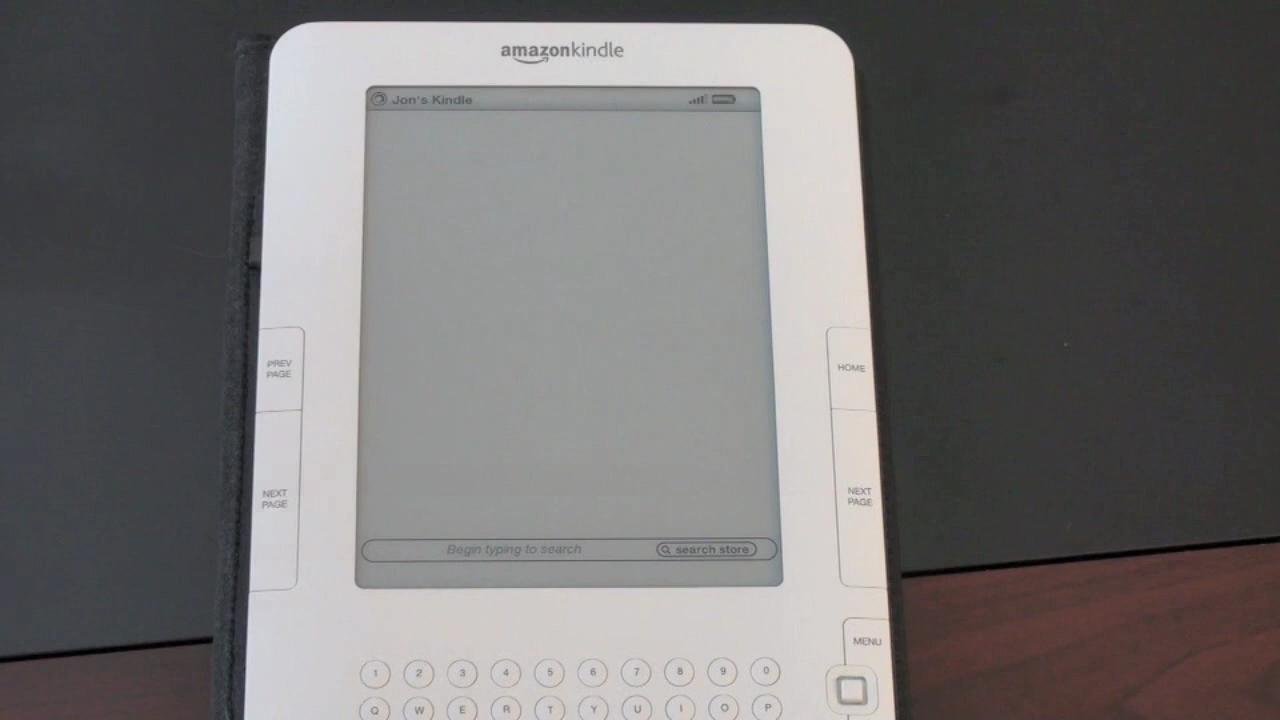 amazonkindle
Jon's Kindle
PREV
PAGE
HOME
NEXT
PAGE
NEXT
PAGE
Begin typing to search
search store
MENU
1 2 3 4 5 6 7 8 9 0
Q W E R T Y U I O P